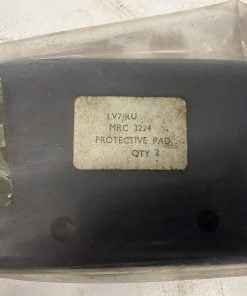 LV7/RU
MRC 3224
PROTECTIVE PAD
QTY 2